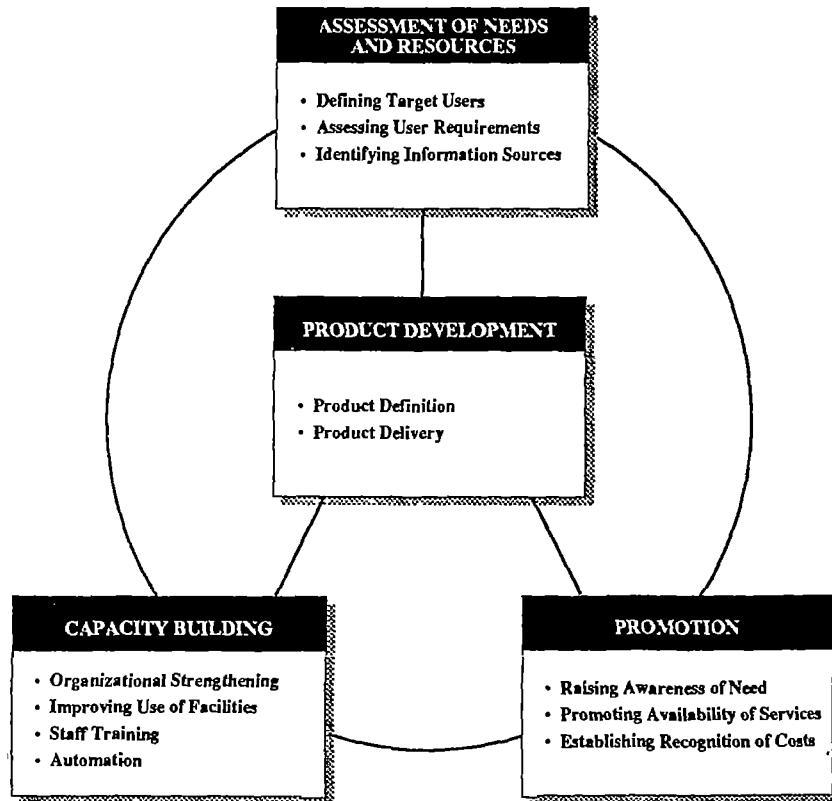 ASSESSMENT OF NEEDS
AND RESOURCES
• Defining Target Users
• Assessing User Requirements
• Identifying Information Sources
PRODUCT DEVELOPMENT
• Product Definition
• Product Delivery
CAPACITY BUILDING
• Organizational Strengthening
• Improving Use of Facilities
• Staff Training
• Automation
PROMOTION
• Raising Awareness of Need
• Promoting Availability of Services
• Establishing Recognition of Costs